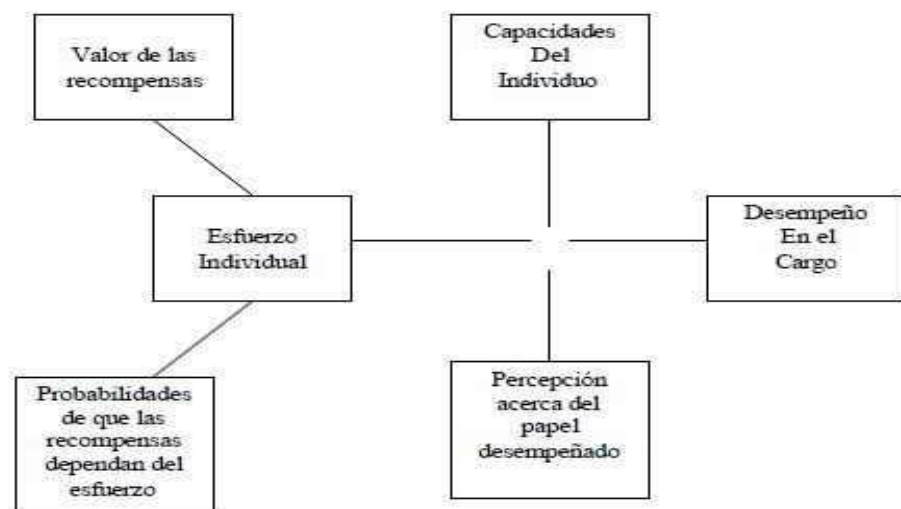 Valor de las
recompensas
Capacidades
Del
Individuo
Esfuerzo
Individual
Desempeño
En el
Cargo
Probabilidades
de que las
recompensas
dependan del
esfuerzo
Percepción
acerca del
papel
desempeñado